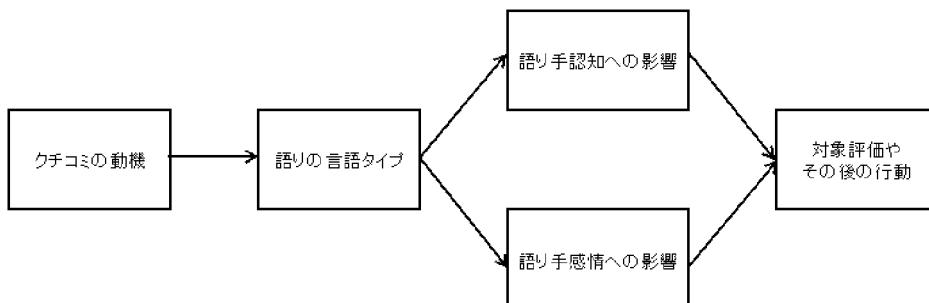 語り手認知への影響
クチコミの動機
語りの言語タイプ
対象評価や
その後の行動
語り手感情への影響